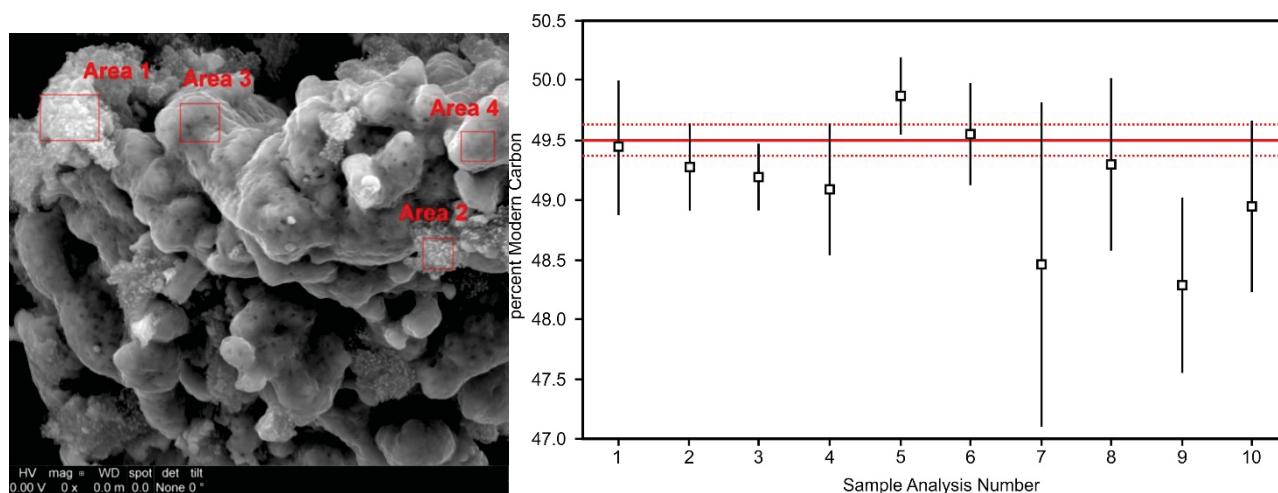 Area 1
Area 3
Area 4
Area 2
HV mag WD spot det tilt
0.00 V 0 x 0.0 m 0.0 None 0 °
percent Modern Carbon
50.5
50.0
49.5
49.0
48.5
48.0
47.5
47.0
1 2 3 4 5 6 7 8 9 10
Sample Analysis Number